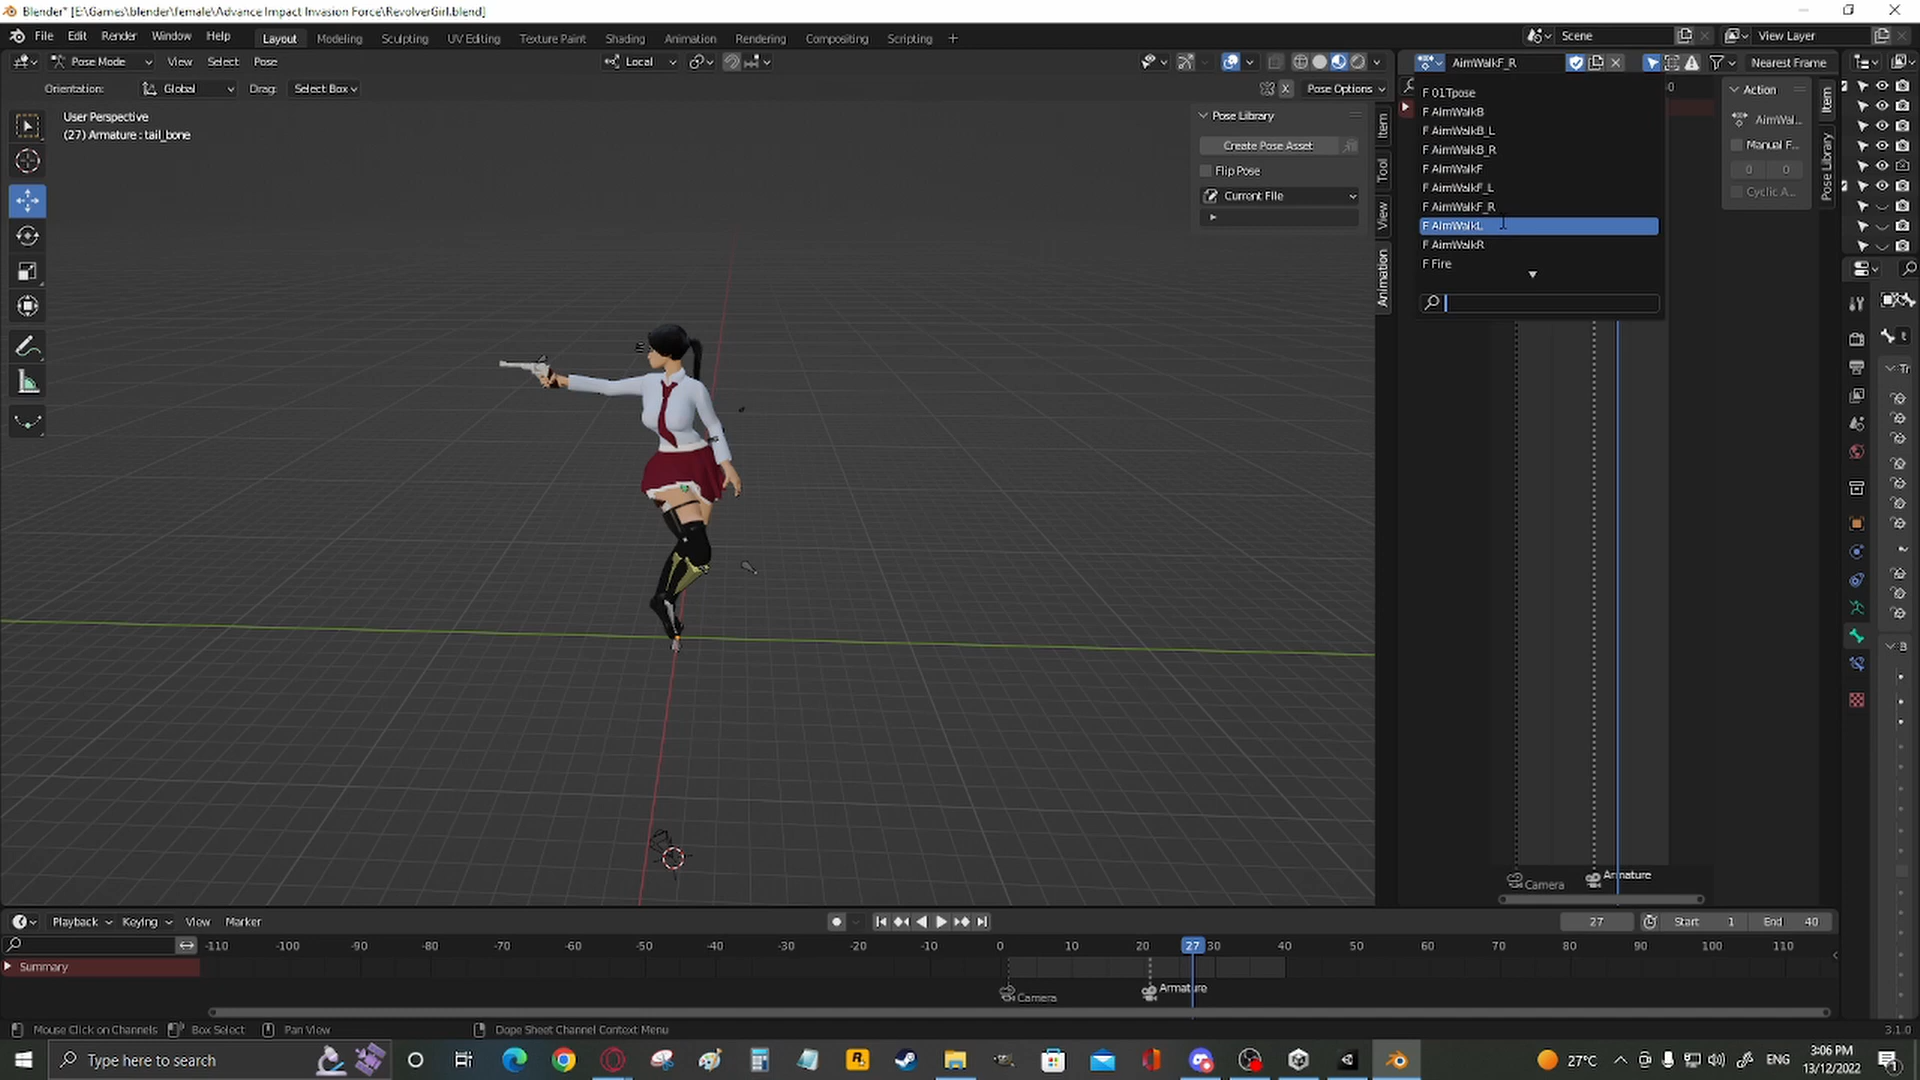 Blender* [E:\Games\blender\female\Advance Impact Invasion Force\RevolverGirl.blend]
File Edit Render Window Help Layout Modeling Sculpting UV Editing Texture Paint Shading Animation Rendering Compositing Scripting + Scene View Layer
Pose Mode View Select Pose Local AimWalkF_R Nearest Frame
Orientation: Global Drag: Select Box X Pose Options
User Perspective
(27) Armature : tail_bone
Pose Library
Create Pose Asset
Flip Pose
Current File
Item
Tool
View
Animation
F 01Tpose
F AimWalkB
F AimWalkB_L
F AimWalkB_R
F AimWalkF
F AimWalkF_L
F AimWalkF_R
F AimWalkL
F AimWalkR
F Fire
Action
AimWal...
Manual F...
0 0
Cyclic A...
Item
Pose Library
Tr
B
Camera Armature
Playback Keying View Marker 27 Start 1 End 40
-110 -100 -90 -80 -70 -60 -50 -40 -30 -20 -10 0 10 20 27 30 40 50 60 70 80 90 100 110
Summary
Camera Armature
Mouse Click on Channels Box Select Pan View Dope Sheet Channel Context Menu 3.1.0
Type here to search 27°C ENG 3:06 PM
13/12/2022